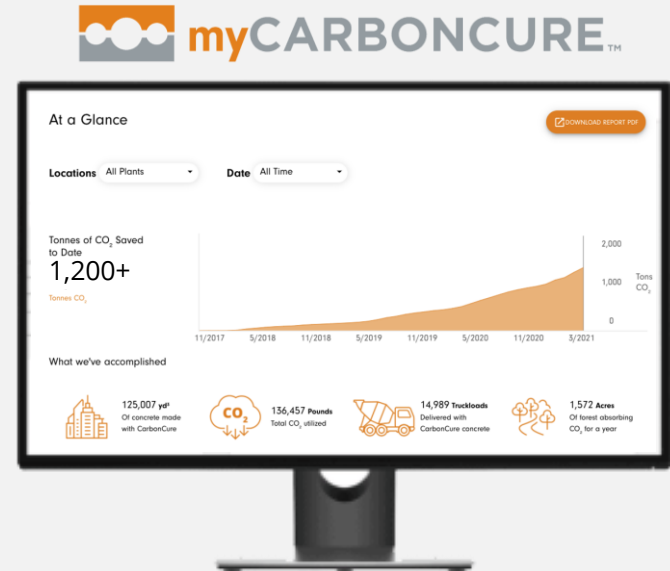 myCARBONCURE™
At a Glance
DOWNLOAD REPORT PDF
Locations All Plants Date All Time
Tonnes of CO₂ Saved
to Date
1,200+
Tonnes CO₂
2,000
1,000
0
Tons
CO₂
11/2017 5/2018 11/2018 5/2019 11/2019 5/2020 11/2020 3/2021
What we've accomplished
125,007 yd³
Of concrete made
with CarbonCure
CO₂
136,457 Pounds
Total CO₂ utilized
14,989 Truckloads
Delivered with
CarbonCure concrete
1,572 Acres
Of forest absorbing
CO₂ for a year